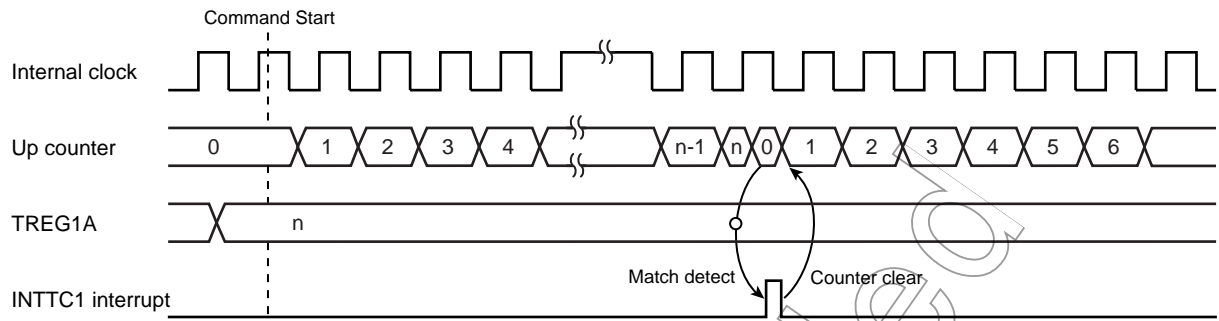 Command Start
Internal clock
Up counter 0 1 2 3 4 n-1 n 0 1 2 3 4 5 6
TREG1A n
Match detect Counter clear
INTTC1 interrupt